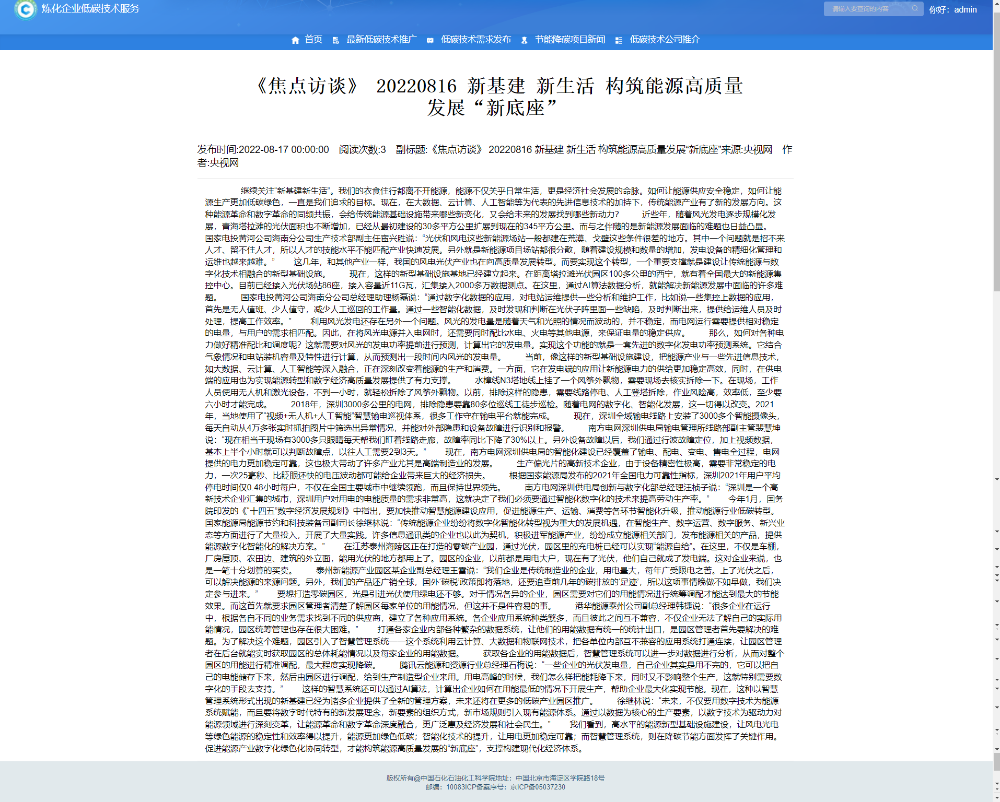 炼化企业低碳技术服务
请输入要查询的内容
你好：admin
首页 最新低碳技术推广 低碳技术需求发布 节能降碳项目新闻 低碳技术公司推介
《焦点访谈》 20220816 新基建 新生活 构筑能源高质量
发展“新底座”
发布时间:2022-08-17 00:00:00 阅读次数:3 副标题:《焦点访谈》 20220816 新基建 新生活 构筑能源高质量发展“新底座”来源:央视网 作
者:央视网
继续关注“新基建新生活”。我们的衣食住行都离不开能源，能源不仅关乎日常生活，更是经济社会发展的命脉。如何让能源供应安全稳定，如何让能
源生产更加低碳绿色，一直是我们追求的目标。现在，在大数据、云计算、人工智能等为代表的先进信息技术的加持下，传统能源产业有了新的发展方向。这
种能源革命和数字革命的同频共振，会给传统能源基础设施带来哪些新变化，又会给未来的发展找到哪些新动力？ 近些年，随着风光发电逐步规模化发
展，青海塔拉滩的光伏面积也不断增加，已经从最初建设的30多平方公里扩展到现在的345平方公里。而与之伴随的是新能源发展面临的难题也日益凸显。
国家电投黄河公司海南分公司生产技术部副主任宦兴胜说：“光伏和风电这些新能源场站一般都建在荒漠、戈壁这些条件很差的地方。其中一个问题就是招不来
人才、留不住人才，所以人才的技能水平不能匹配产业快速发展。另外就是新能源项目场站都很分散，随着建设规模和数量的增加，发电设备的精细化管理和
运维也越来越难。” 这几年，和其他产业一样，我国的风电光伏产业也在向高质量发展转型。而要实现这个转型，一个重要支撑就是建设让传统能源与数
字化技术相融合的新型基础设施。 现在，这样的新型基础设施基地已经建立起来。在距离塔拉滩光伏园区100多公里的西宁，就有着全国最大的新能源集
控中心。目前已经接入光伏场站86座，接入容量近11G瓦，汇集接入2000多万数据测点。在这里，通过AI算法数据分析，就能解决新能源发展中面临的许多难
题。 国家电投黄河公司海南分公司总经理助理杨磊说：“通过数字化数据的应用，对电站运维提供一些分析和维护工作，比如说一些集控上数据的应用，
首先是无人值班、少人值守，减少人工巡回的工作量。通过一些智能化数据，及时发现和判断在光伏子阵里面一些缺陷，及时判断出来，提供给运维人员及时
处理，提高工作效率。” 利用风光发电还存在另外一个问题。风光的发电量是随着天气和光照的情况而波动的，并不稳定，而电网运行需要提供相对稳定
的电量，与用户的需求相匹配。因此，在将风光电源并入电网时，还需要同时配比水电、火电等其他电源，来保证电量的稳定供应。 那么，如何对各种电
力做好精准配比和调度呢？这就需要对风光的发电功率提前进行预测，计算出它的发电量。实现这个功能的就是一套先进的数字化发电功率预测系统。它结合
气象情况和电站装机容量及特性进行计算，从而预测出一段时间内风光的发电量。 当前，像这样的新型基础设施建设，把能源产业与一些先进信息技术，
如大数据、云计算、人工智能等深入融合，正在深刻改变着能源的生产和消费。一方面，它在发电端的应用让新能源电力的供给更加稳定高效，同时，在供电
端的应用也为实现能源转型和数字经济高质量发展提供了有力支撑。 水樟线N3塔地线上挂了一个风筝外飘物，需要现场去核实拆除一下。在现场，工作
人员使用无人机和激光设备，不到一小时，就轻松拆除了风筝外飘物。以前，排除这样的隐患，需要线路停电、人工登塔拆除，作业风险高，效率低，至少要
六小时才能完成。 2018年，深圳3000多公里的电网，排除隐患要靠80多位巡线工徒步巡检。随着电网的数字化、智能化发展，这一切得以改变。2021
年，当地使用了“视频+无人机+人工智能”智慧输电巡视体系，很多工作守在输电平台就能完成。 现在，深圳全域输电线路上安装了3000多个智能摄像头，
每天自动从4万多张实时抓拍图片中筛选出异常情况，并能对外部隐患和设备故障进行识别和报警。 南方电网深圳供电局输电管理所线路部副主管裴慧坤
说：“现在相当于现场有3000多只眼睛每天帮我们盯着线路走廊，故障率同比下降了30%以上。另外设备故障以后，我们通过行波故障定位，加上视频数据，
基本上半个小时就可以判断故障点，以往人工需要2到3天。” 现在，南方电网深圳供电局的智能化建设已经覆盖了输电、配电、变电、售电全过程，电网
提供的电力更加稳定可靠，这也极大带动了许多产业尤其是高端制造业的发展。 生产偏光片的高新技术企业，由于设备精密性极高，需要非常稳定的电
力，一次25毫秒、比眨眼还快的电压波动都可能给企业带来巨大的经济损失。 根据国家能源局发布的2021年全国电力可靠性指标，深圳2021年用户平均
停电时间仅0.48小时每户，不仅在全国主要城市中继续领跑，而且保持世界领先。 南方电网深圳供电局创新与数字化部总经理汪桢子说：“深圳是一个高
新技术企业汇集的城市，深圳用户对用电的电能质量的需求非常高，这就决定了我们必须要通过智能化数字化的技术来提高劳动生产率。” 今年1月，国务
院印发的《“十四五”数字经济发展规划》中指出，要加快推动智慧能源建设应用，促进能源生产、运输、消费等各环节智能化升级，推动能源行业低碳转型。
国家能源局能源节约和科技装备司副司长徐继林说：“传统能源企业纷纷将数字化智能化转型视为重大的发展机遇，在智能生产、数字运营、数字服务、新兴业
态等方面进行了大量投入，开展了大量实践。许多信息通讯类的企业也以此为契机，积极进军能源产业，纷纷成立能源相关部门，发布能源相关的产品，提供
能源数字化智能化的解决方案。” 在江苏泰州海陵区正在打造的零碳产业园，通过光伏，园区里的充电桩已经可以实现“能源自给”。在这里，不仅是车棚，
厂房屋顶、农田边、建筑的外立面，能用光伏的地方都用上了。园区的企业，以前都是用电大户，现在有了光伏，他们自己就成了发电端。这对企业来说，也
是一笔十分划算的买卖。 泰州新能源产业园区某企业副总经理王雷说：“我们企业是传统制造业的企业，用电量大，每年广受限电之苦。上了光伏之后，
可以解决能源的来源问题。另外，我们的产品还广销全球，国外‘碳税’政策即将落地，还要追查前几年的碳排放的‘足迹’，所以这项事情晚做不如早做，我们决
定参与进来。” 要想打造零碳园区，光是引进光伏使用绿电还不够。对于情况各异的企业，园区需要对它们的用能情况进行统筹调配才能达到最大的节能
效果。而这首先就要求园区管理者清楚了解园区每家单位的用能情况，但这并不是件容易的事。 港华能源泰州公司副总经理韩捷说：“很多企业在运行
中，根据各自不同的业务需求找到不同的供应商，建立了各种应用系统。各企业应用系统种类繁多，而且彼此之间互不兼容，不仅企业无法了解自己的实际用
能情况，园区统筹管理也存在很大困难。” 打通各家企业内部各种繁杂的数据系统，让他们的用能数据有统一的统计出口，是园区管理者首先要解决的难
题。为了解决这个难题，园区引入了智慧管理系统——这个系统利用云计算、大数据和物联网技术，把各单位内部互不兼容的应用系统打通连接，让园区管理
者在后台就能实时获取园区的总体耗能情况以及每家企业的用能数据。 获取各企业的用能数据后，智慧管理系统可以进一步对数据进行分析，从而对整个
园区的用能进行精准调配，最大程度实现降碳。 腾讯云能源和资源行业总经理石梅说：“一些企业的光伏发电量，自己企业其实是用不完的，它可以把自
己的电能储存下来，然后由园区进行调配，给到生产制造型企业来用。用电高峰的时候，我们怎么样把能耗降下来，同时又不影响整个生产，这就特别需要数
字化的手段去支持。” 这样的智慧系统还可以通过AI算法，计算出企业如何在用能最低的情况下开展生产，帮助企业最大化实现节能。现在，这种以智慧
管理系统形式出现的新基建已经为诸多企业提供了全新的管理方案，未来还将在更多的低碳产业园区推广。 徐继林说：“未来，不仅要用数字技术为能源
系统赋能，而且要将数字时代特有的新发展理念，新要素的组织方式，新市场规则引入现有能源体系。通过以数据为核心的生产要素，以数字技术为驱动力对
能源领域进行深刻变革，让能源革命和数字革命深度融合，更广泛惠及经济发展和社会民生。” 我们看到，高水平的能源新型基础设施建设，让风电光电
等绿色能源的稳定性和效率得以提升，能源更加绿色低碳；智能化技术的提升，让用电更加稳定可靠；而智慧管理系统，则在降碳节能方面发挥了关键作用。
促进能源产业数字化绿色化协同转型，才能构筑能源高质量发展的“新底座”，支撑构建现代化经济体系。
版权所有@中国石化石油化工科学院地址：中国北京市海淀区学院路18号
邮编：10083ICP备案序号：京ICP备05037230